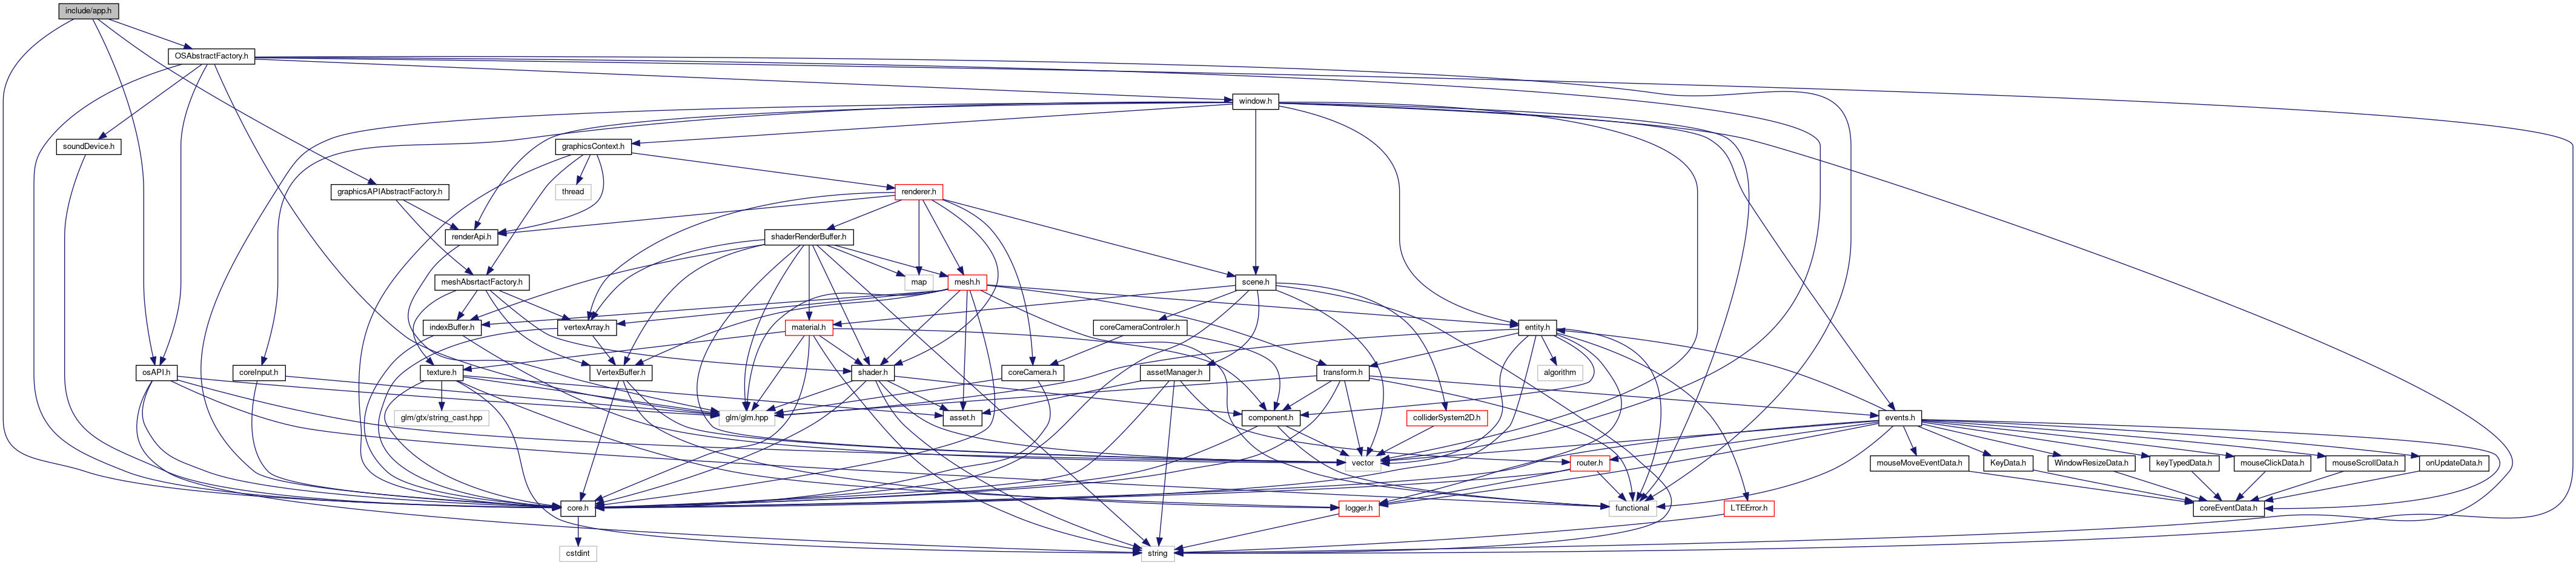 include/app.h
OSAbstractFactory.h
window.h
soundDevice.h
graphicsContext.h
graphicsAPIAbstractFactory.h
thread
renderer.h
renderApi.h
shaderRenderBuffer.h
meshAbsrtactFactory.h
map
mesh.h
scene.h
indexBuffer.h
vertexArray.h
material.h
coreCameraControler.h
entity.h
osAPI.h
coreInput.h
texture.h
VertexBuffer.h
shader.h
coreCamera.h
assetManager.h
transform.h
algorithm
glm/gtx/string_cast.hpp
glm/glm.hpp
asset.h
component.h
colliderSystem2D.h
events.h
vector
router.h
mouseMoveEventData.h
KeyData.h
WindowResizeData.h
keyTypedData.h
mouseClickData.h
mouseScrollData.h
onUpdateData.h
core.h
logger.h
functional
LTEError.h
coreEventData.h
cstdint
string